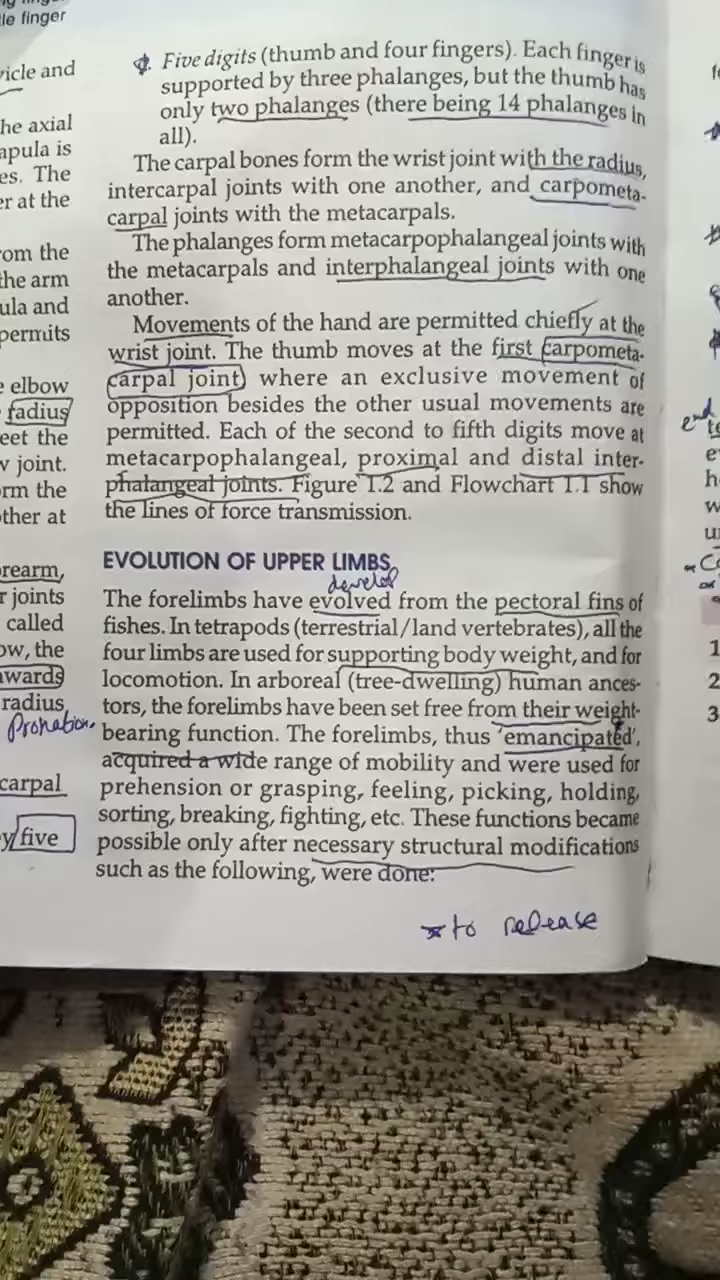 le finger
vicle and
he axial
apula is
es. The
er at the
rom the
the arm
ula and
permits
e elbow
radius
eet the
w joint.
rm the
ther at
rearm,
r joints
called
ow, the
wards
radius
Pronation.
carpal
y five
Five digits (thumb and four fingers). Each finger is
supported by three phalanges, but the thumb has
only two phalanges (there being 14 phalanges in
all).
The carpal bones form the wrist joint with the radius,
intercarpal joints with one another, and carpometa-
carpal joints with the metacarpals.
The phalanges form metacarpophalangeal joints with
the metacarpals and interphalangeal joints with one
another.
Movements of the hand are permitted chiefly at the
wrist joint. The thumb moves at the first carpometa-
carpal joint where an exclusive movement of
opposition besides the other usual movements are
permitted. Each of the second to fifth digits move at
metacarpophalangeal, proximal and distal inter-
phalangeal joints. Figure 1.2 and Flowchart 1.1 show
the lines of force transmission.
EVOLUTION OF UPPER LIMBS
develop
The forelimbs have evolved from the pectoral fins of
fishes. In tetrapods (terrestrial/land vertebrates), all the
four limbs are used for supporting body weight, and for
locomotion. In arboreal (tree-dwelling) human ances-
tors, the forelimbs have been set free from their weight-
bearing function. The forelimbs, thus 'emancipated',
acquired a wide range of mobility and were used for
prehension or grasping, feeling, picking, holding,
sorting, breaking, fighting, etc. These functions became
possible only after necessary structural modifications
such as the following, were done:
to release
end
1
2
3